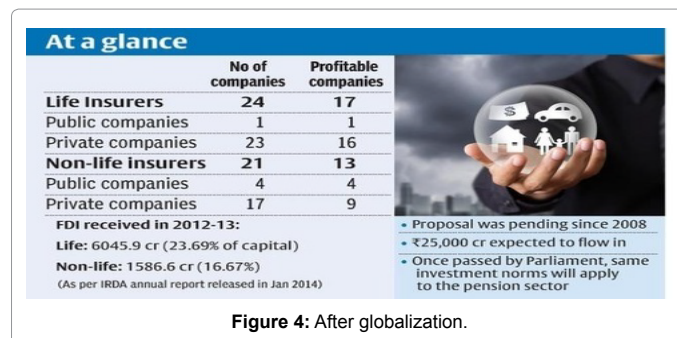 At a glance
No of companies Profitable companies
Life Insurers 24 17
Public companies 1 1
Private companies 23 16
Non-life insurers 21 13
Public companies 4 4
Private companies 17 9
FDI received in 2012-13:
Life: 6045.9 cr (23.69% of capital)
Non-life: 1586.6 cr (16.67%)
(As per IRDA annual report released in Jan 2014)
$
• Proposal was pending since 2008
• ₹25,000 cr expected to flow in
• Once passed by Parliament, same
investment norms will apply
to the pension sector
Figure 4: After globalization.